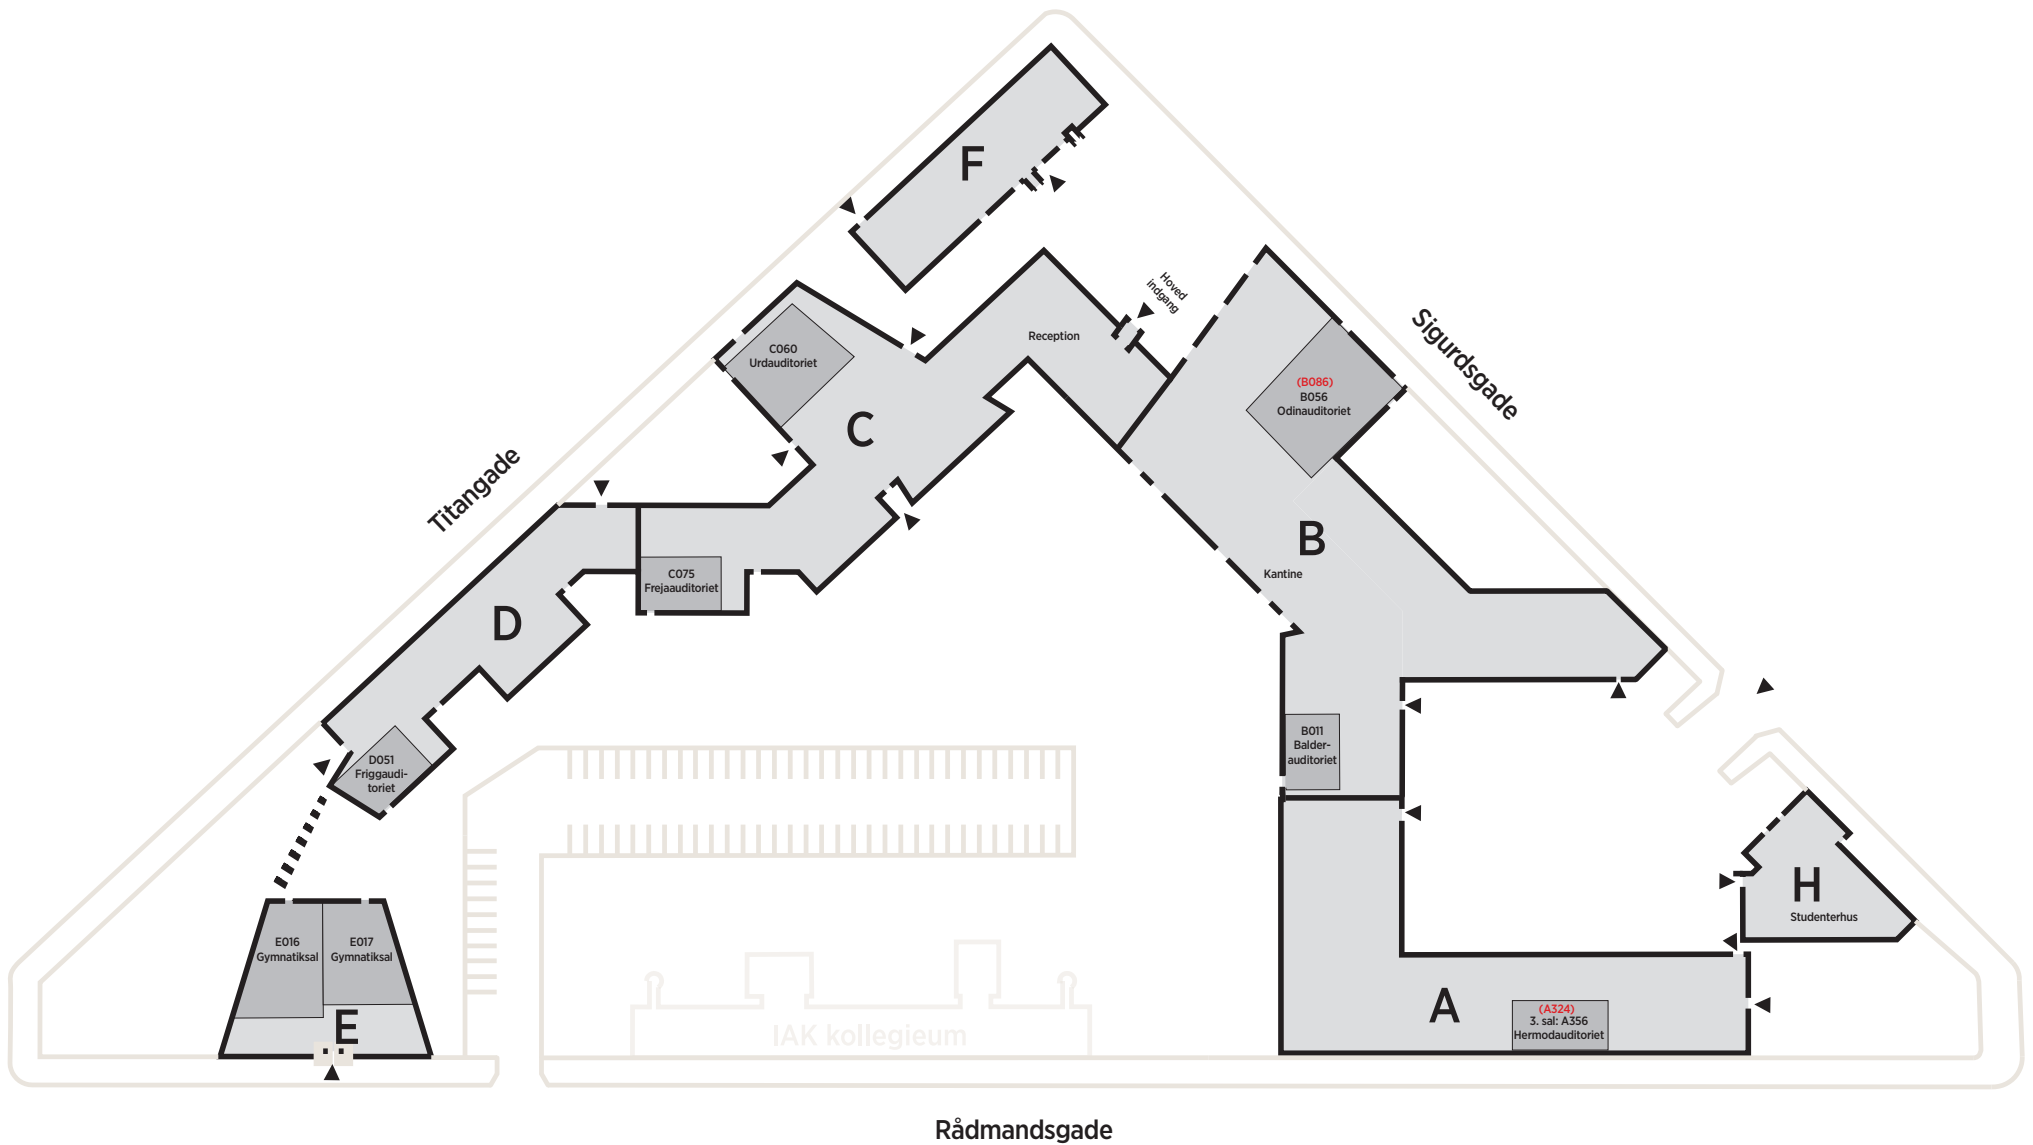 F
Hoved
indgang
Reception
C060
Urdauditoriet
C
Sigurdsgade
(B086)
B056
Odinauditoriet
Titangade
B
Kantine
C075
Frejaauditoriet
D
D051
Friggaudi-
toriet
B011
Balder-
auditoriet
H
Studenterhus
E016
Gymnatiksal
E017
Gymnatiksal
E
IAK kollegieum
A
(A324)
3. sal: A356
Hermodauditoriet
Rådmandsgade